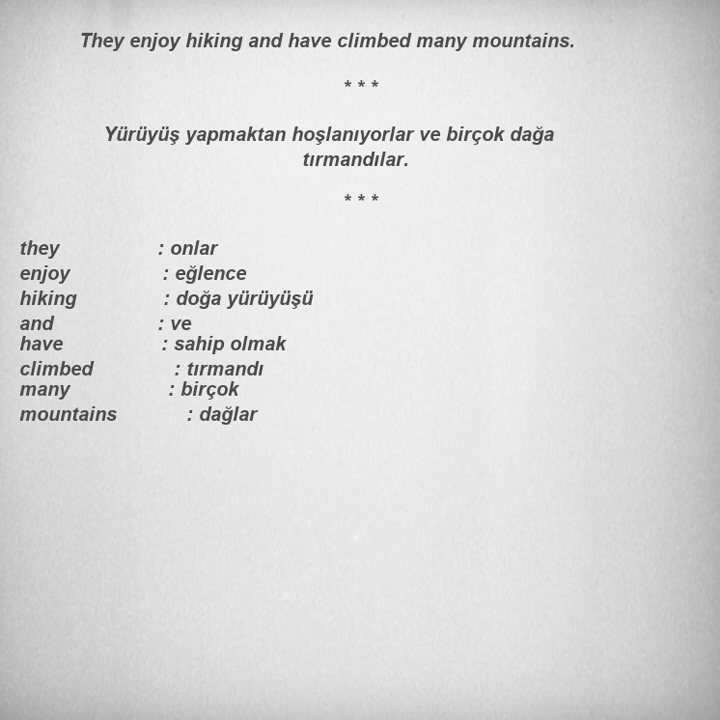 They enjoy hiking and have climbed many mountains.
* * *
Yürüyüş yapmaktan hoşlanıyorlar ve birçok dağa
tırmandılar.
* * *
they : onlar
enjoy : eğlence
hiking : doğa yürüyüşü
and : ve
have : sahip olmak
climbed : tırmandı
many : birçok
mountains : dağlar